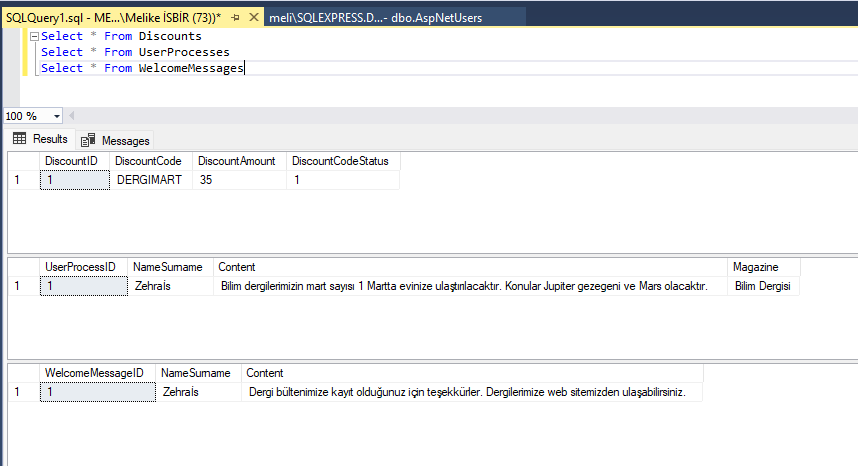 SQLQuery1.sql - ME...\Melike İSBİR (73))* meli\SQLEXPRESS.D...- dbo.AspNetUsers
Select * From Discounts
Select * From UserProcesses
Select * From WelcomeMessages
100 %
Results Messages
DiscountID DiscountCode DiscountAmount DiscountCodeStatus
1 1 DERGIMART 35 1
UserProcessID NameSurname Content Magazine
1 1 Zehrais Bilim dergilerimizin mart sayısı 1 Martta evinize ulaştırılacaktır. Konular Jupiter gezegeni ve Mars olacaktır. Bilim Dergisi
WelcomeMessageID NameSurname Content
1 1 Zehrais Dergi bültenimize kayıt olduğunuz için teşekkürler. Dergilerimize web sitemizden ulaşabilirsiniz.